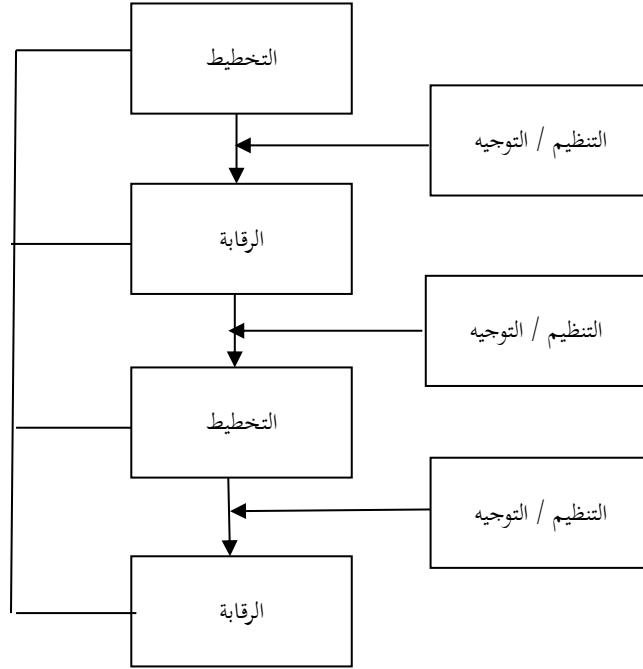 التخطيط
التنظيم / التوجيه
الرقابة
التنظيم / التوجيه
التخطيط
التنظيم / التوجيه
الرقابة